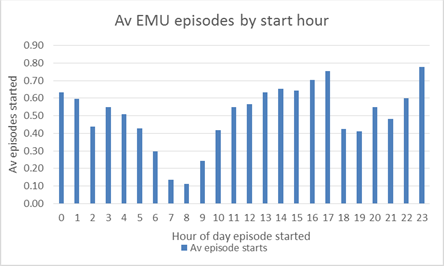 Av EMU episodes by start hour
0.90
0.80
0.70
0.60
0.50
0.40
0.30
0.20
0.10
0.00
Av episodes started
0 1 2 3 4 5 6 7 8 9 10 11 12 13 14 15 16 17 18 19 20 21 22 23
Hour of day episode started
Av episode starts